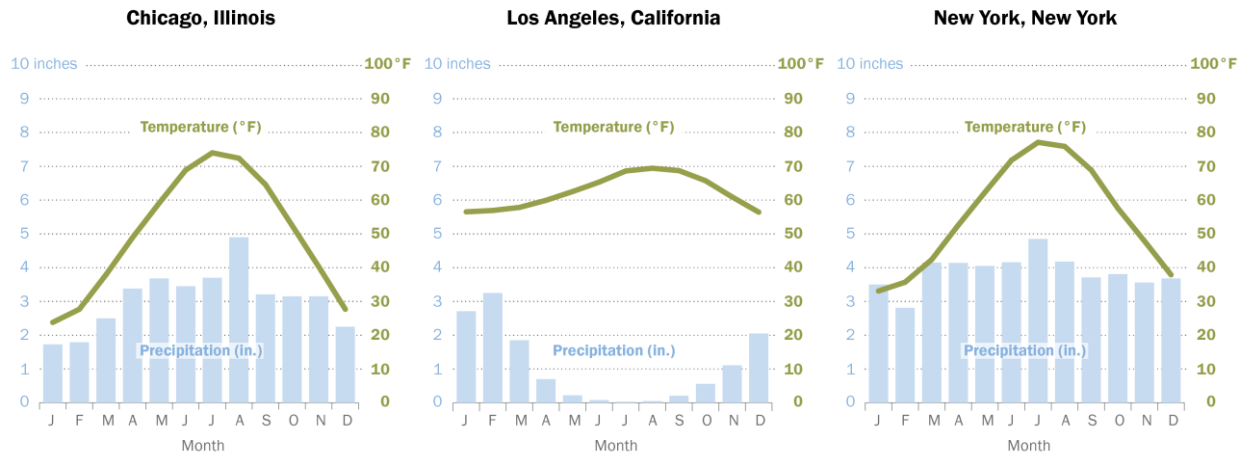 Chicago, Illinois
10 inches 100°F
9 90
8 80
Temperature (°F)
7 70
6 60
5 50
4 40
3 30
2 20
Precipitation (in.)
1 10
0 0
J F M A M J J A S O N D
Month
Los Angeles, California
10 inches 100°F
9 90
8 80
Temperature (°F)
7 70
6 60
5 50
4 40
3 30
2 20
Precipitation (in.)
1 10
0 0
J F M A M J J A S O N D
Month
New York, New York
10 inches 100°F
9 90
8 80
Temperature (°F)
7 70
6 60
5 50
4 40
3 30
2 20
Precipitation (in.)
1 10
0 0
J F M A M J J A S O N D
Month